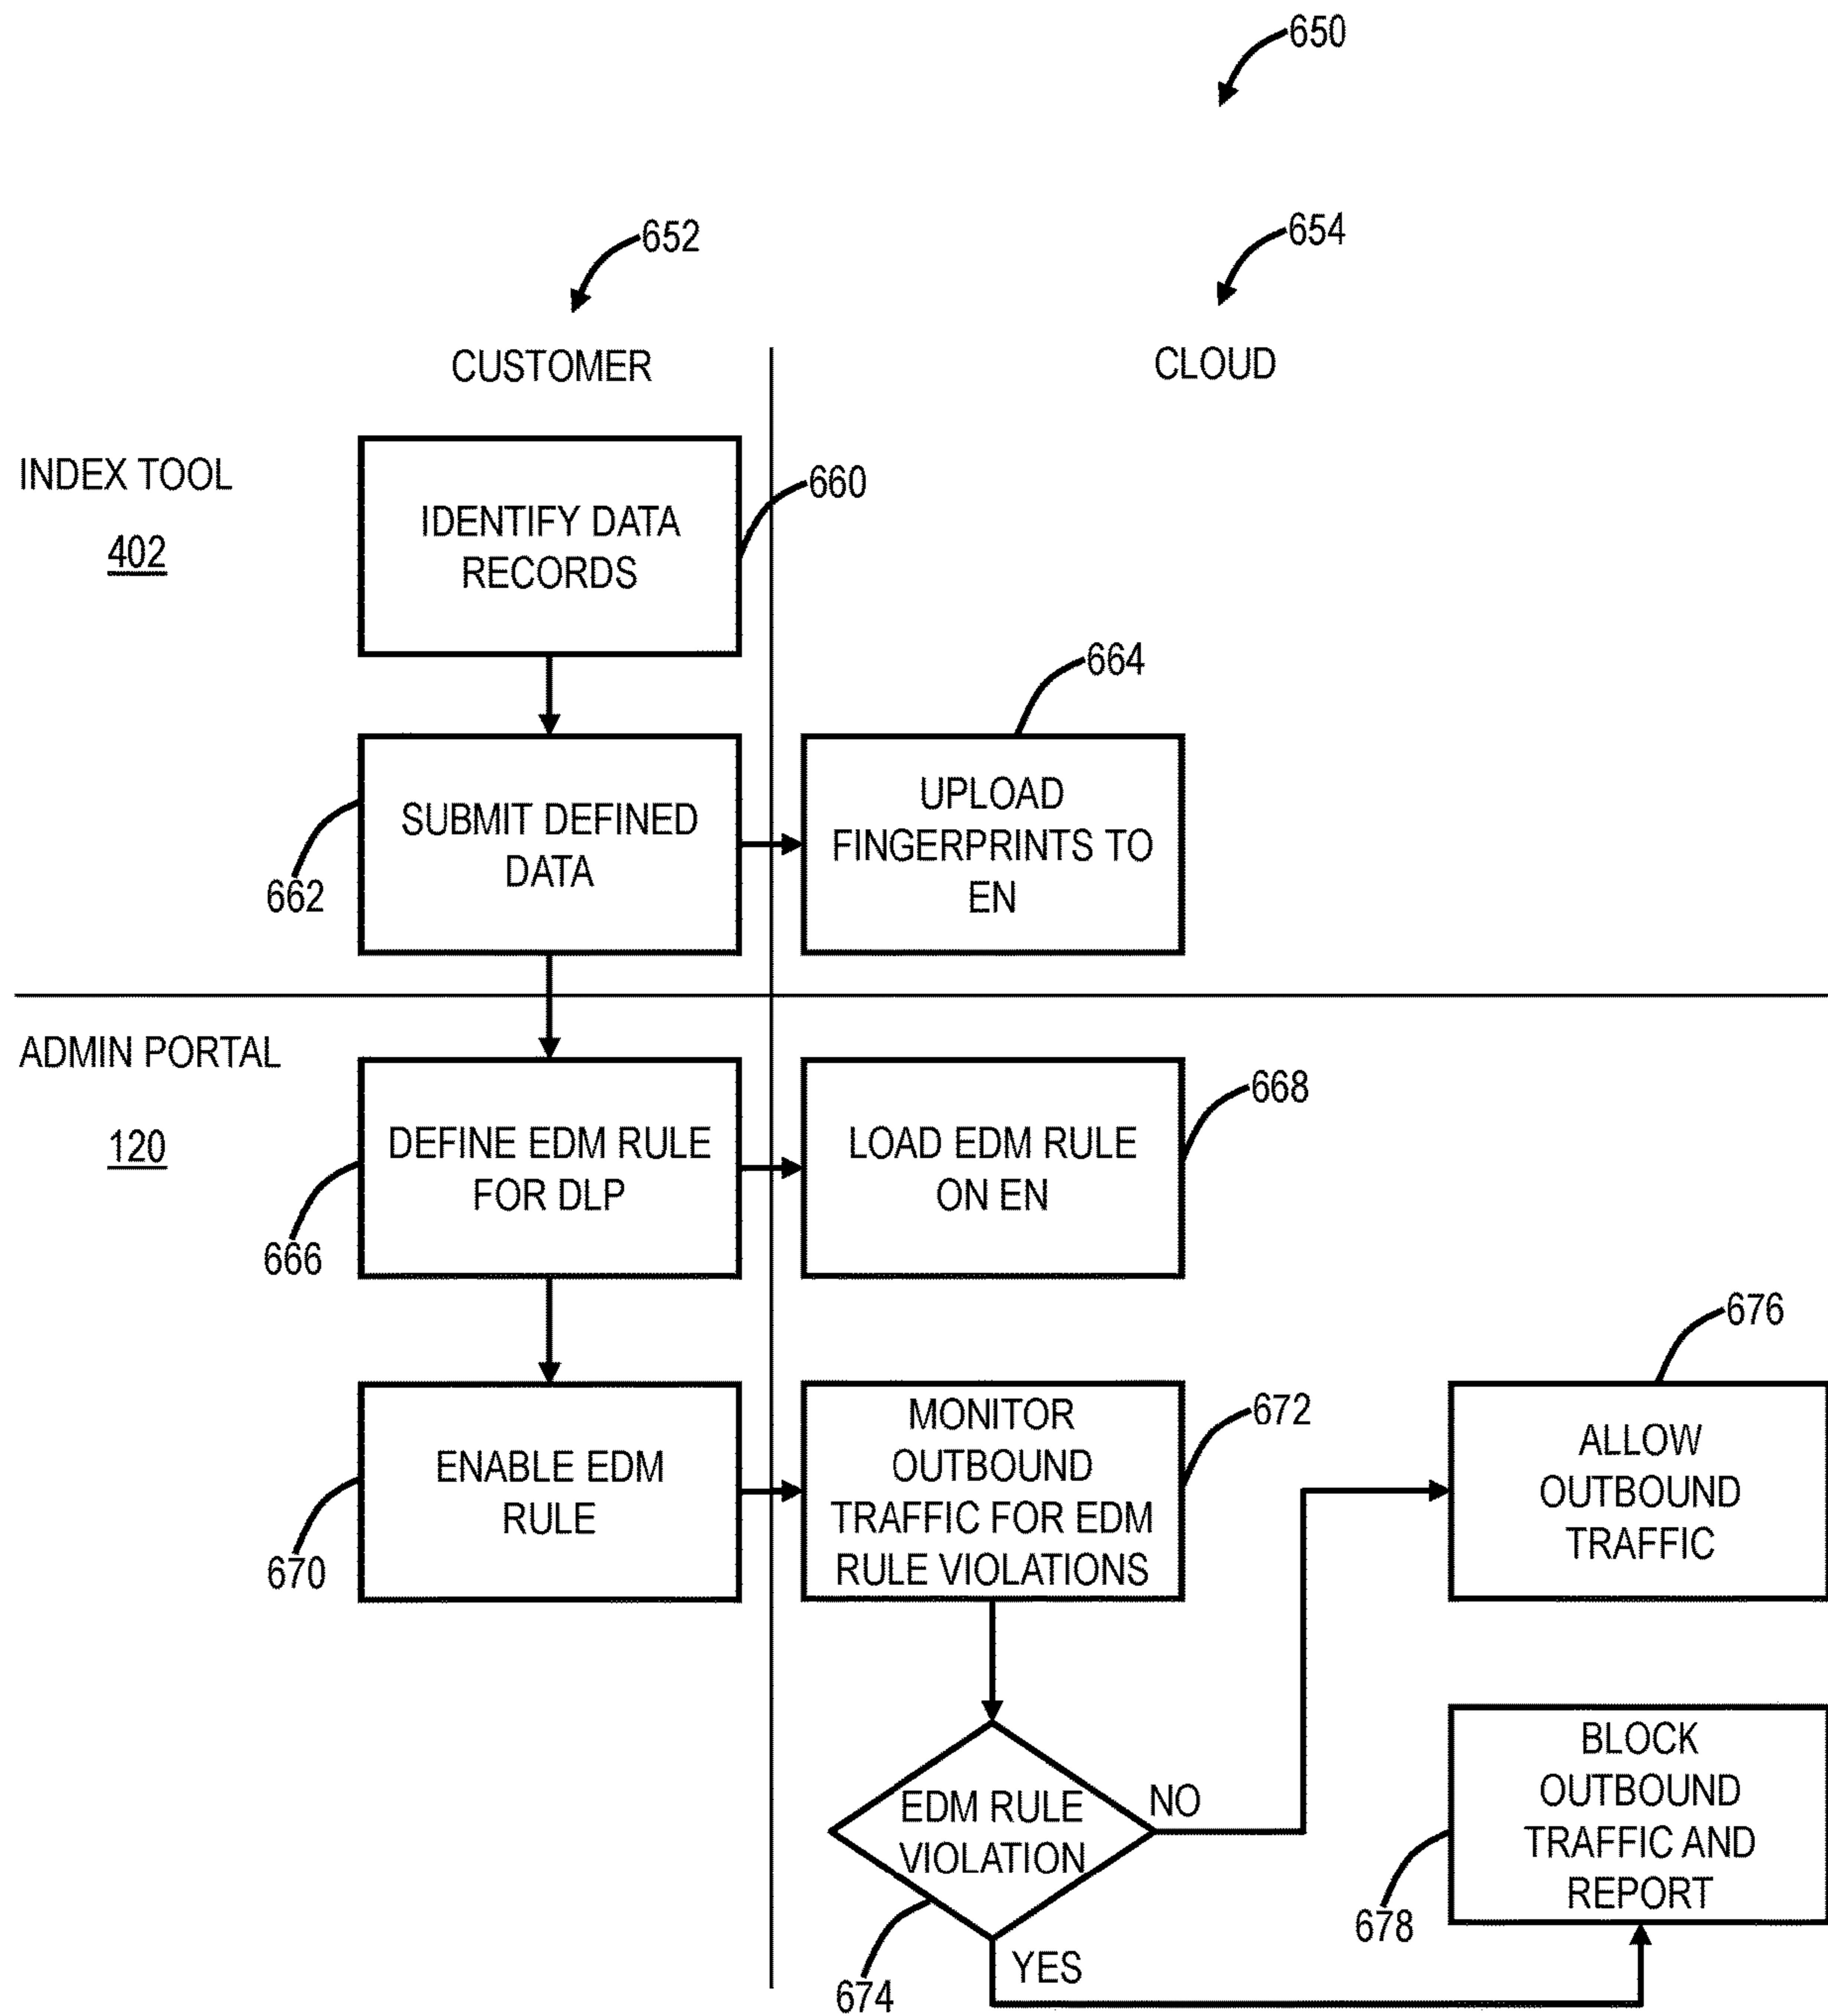 650
652
654
CUSTOMER
CLOUD
INDEX TOOL
402
IDENTIFY DATA
RECORDS
660
664
SUBMIT DEFINED
DATA
662
UPLOAD
FINGERPRINTS TO
EN
ADMIN PORTAL
120
DEFINE EDM RULE
FOR DLP
666
LOAD EDM RULE
ON EN
668
ENABLE EDM
RULE
670
MONITOR
OUTBOUND
TRAFFIC FOR EDM
RULE VIOLATIONS
672
676
ALLOW
OUTBOUND
TRAFFIC
EDM RULE
VIOLATION
NO
YES
674
BLOCK
OUTBOUND
TRAFFIC AND
REPORT
678